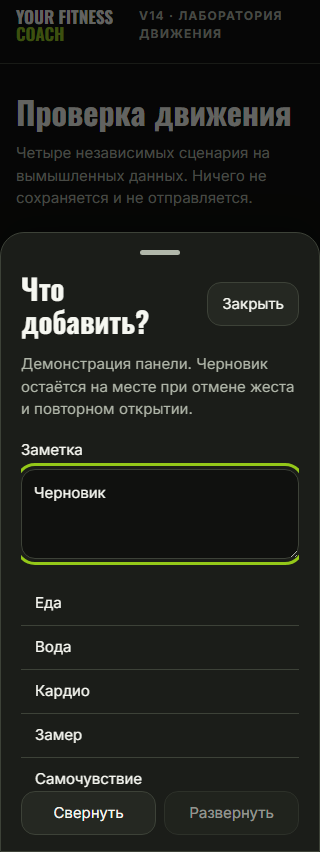 YOUR FITNESS
COACH
V14 · ЛАБОРАТОРИЯ
ДВИЖЕНИЯ
Проверка движения
Четыре независимых сценария на
вымышленных данных. Ничего не
сохраняется и не отправляется.
Что
добавить?
Закрыть
Демонстрация панели. Черновик
остаётся на месте при отмене жеста
и повторном открытии.
Заметка
Черновик
Еда
Вода
Кардио
Замер
Самочувствие
Свернуть
Развернуть